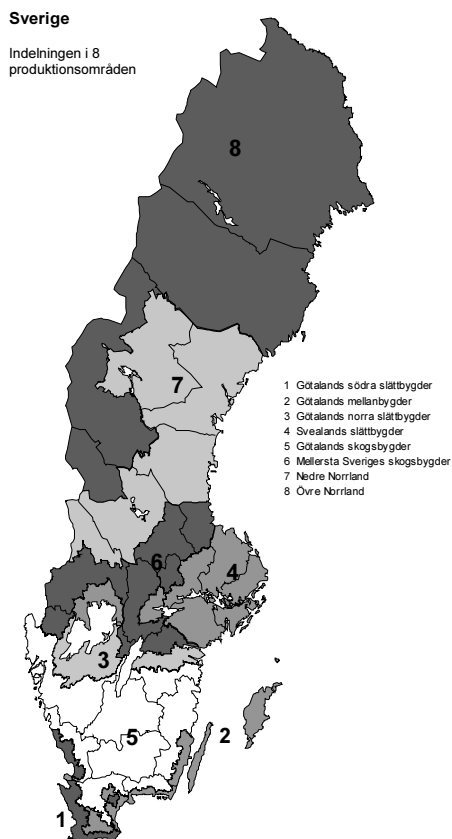 Sverige
Indelningen i 8
produktionsområden
8
7
1 Götalands södra slättbygder
2 Götalands mellanbygder
3 Götalands norra slättbygder
4 Svealands slättbygder
5 Götalands skogsbygder
6 Mellersta Sveriges skogsbygder
7 Nedre Norrland
8 Övre Norrland
6
4
3
5
2
1